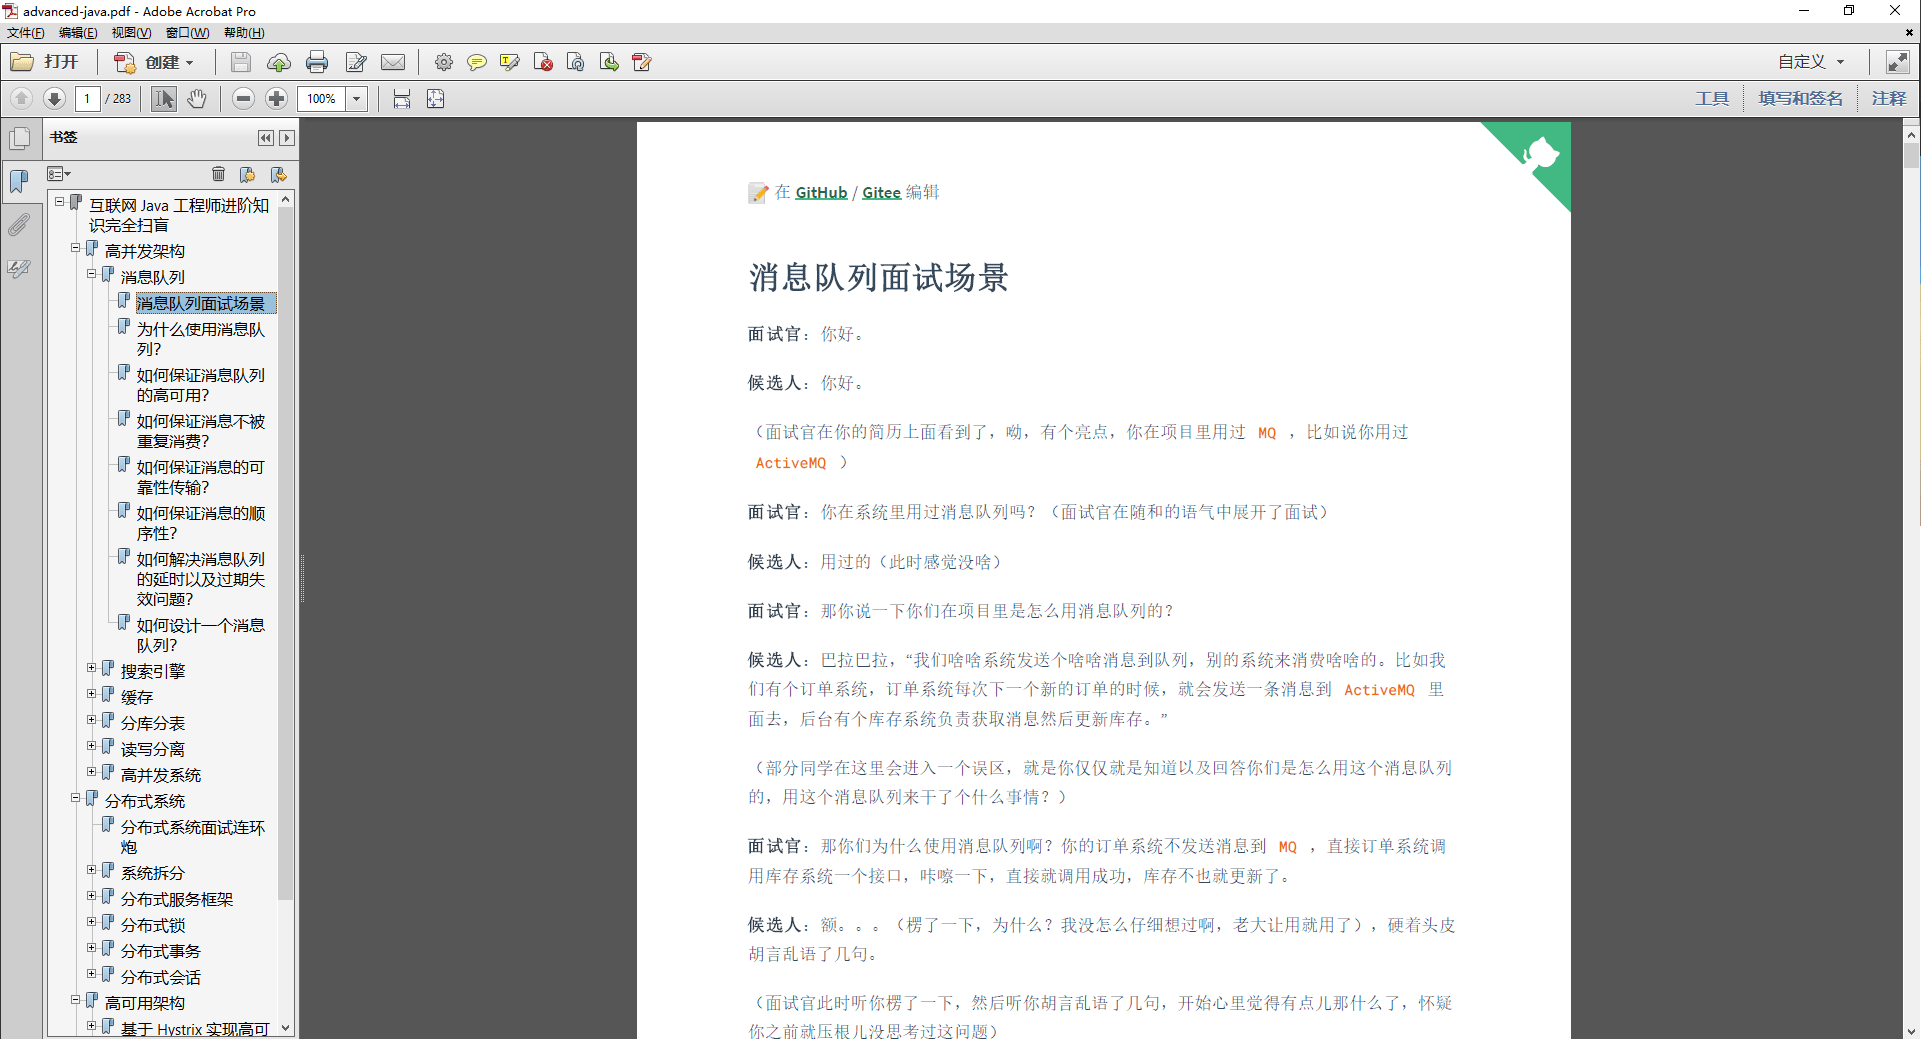 advanced-java.pdf - Adobe Acrobat Pro
文件(F) 编辑(E) 视图(V) 窗口(W) 帮助(H)
打开 创建 自定义
1 / 283 100% 工具 填写和签名 注释
书签
互联网 Java 工程师进阶知
识完全扫盲
高并发架构
消息队列
消息队列面试场景
为什么使用消息队
列？
如何保证消息队列
的高可用？
如何保证消息不被
重复消费？
如何保证消息的可
靠性传输？
如何保证消息的顺
序性？
如何解决消息队列
的延时以及过期失
效问题？
如何设计一个消息
队列？
搜索引擎
缓存
分库分表
读写分离
高并发系统
分布式系统
分布式系统面试连环
炮
系统拆分
分布式服务框架
分布式锁
分布式事务
分布式会话
高可用架构
基于 Hystrix 实现高可
在 GitHub / Gitee 编辑
消息队列面试场景
面试官：你好。
候选人：你好。
（面试官在你的简历上面看到了，呦，有个亮点，你在项目里用过 MQ ，比如说你用过
ActiveMQ ）
面试官：你在系统里用过消息队列吗？（面试官在随和的语气中展开了面试）
候选人：用过的（此时感觉没啥）
面试官：那你说一下你们在项目里是怎么用消息队列的？
候选人：巴拉巴拉，“我们啥啥系统发送个啥啥消息到队列，别的系统来消费啥啥的。比如我
们有个订单系统，订单系统每次下一个新的订单的时候，就会发送一条消息到 ActiveMQ 里
面去，后台有个库存系统负责获取消息然后更新库存。”
（部分同学在这里会进入一个误区，就是你仅仅就是知道以及回答你们是怎么用这个消息队列
的，用这个消息队列来干了个什么事情？）
面试官：那你们为什么使用消息队列啊？你的订单系统不发送消息到 MQ ，直接订单系统调
用库存系统一个接口，咔嚓一下，直接就调用成功，库存不也就更新了。
候选人：额。。。（楞了一下，为什么？我没怎么仔细想过啊，老大让用就用了），硬着头皮
胡言乱语了几句。
（面试官此时听你楞了一下，然后听你胡言乱语了几句，开始心里觉得有点儿那什么了，怀疑
你之前就压根儿没思考过这问题）